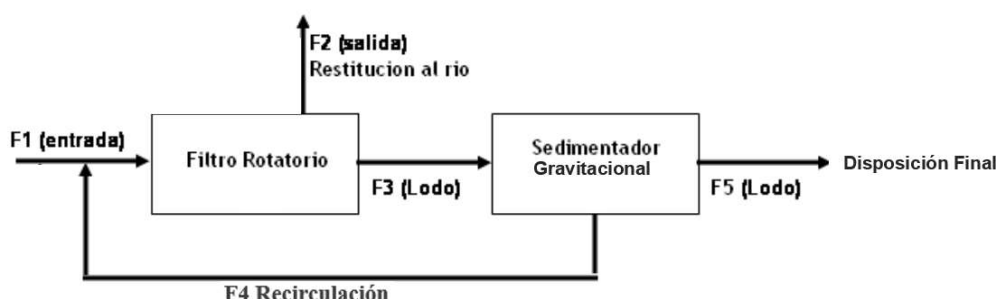 F2 (salida)
Restitucion al rio
F1 (entrada)
Filtro Rotatorio
F3 (Lodo)
Sedimentador
Gravitacional
F5 (Lodo)
Disposición Final
F4 Recirculación